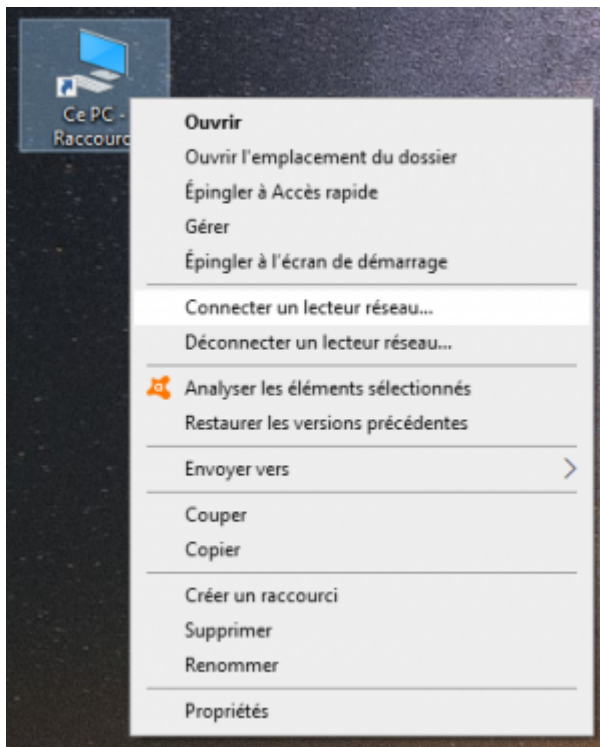 Ce PC -
Raccourc
Ouvrir
Ouvrir l'emplacement du dossier
Épingler à Accès rapide
Gérer
Épingler à l'écran de démarrage
Connecter un lecteur réseau...
Déconnecter un lecteur réseau...
Analyser les éléments sélectionnés
Restaurer les versions précédentes
Envoyer vers
Couper
Copier
Créer un raccourci
Supprimer
Renommer
Propriétés